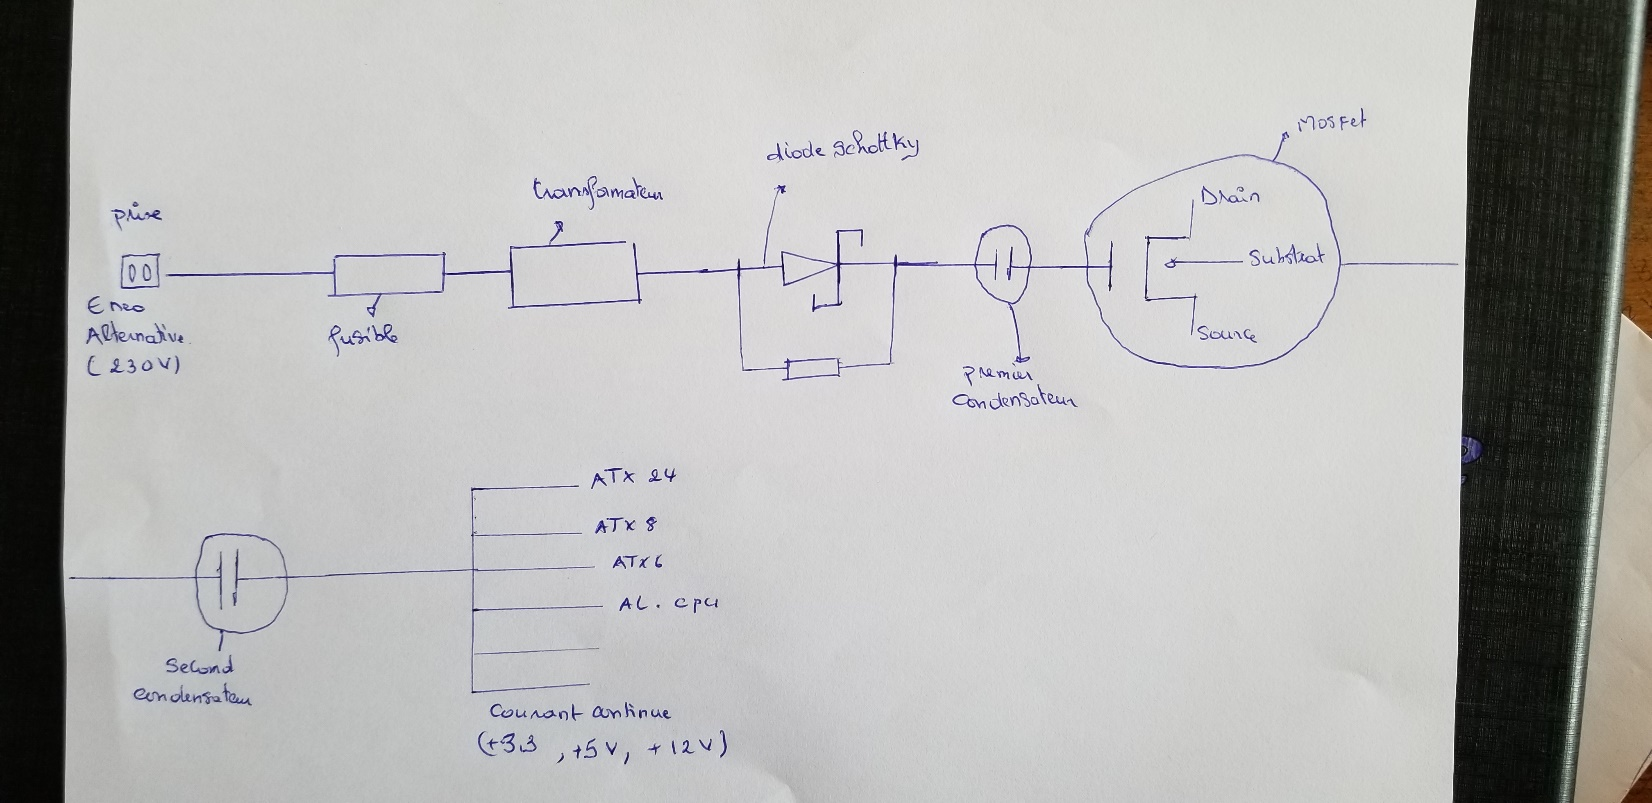 Mosfet
diode schottky
transformateur
prise
Drain
Substrat
Source
Eneo
Alternative
(230V)
fusible
premier
condensateur
ATX 24
ATX 8
ATX 6
AL. cpu
Second
condensateur
Courant continue
(+3.3, +5V, +12V)